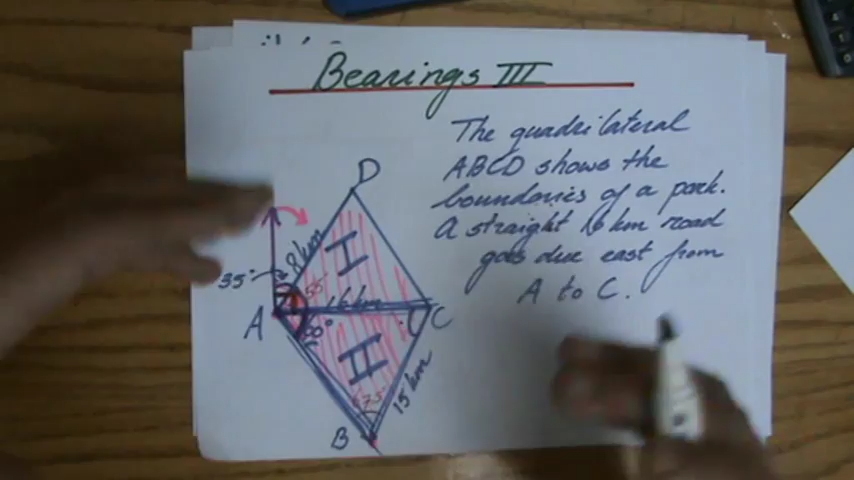 Bearings III
The quadrilateral
ABCD shows the
boundaries of a park.
A straight 16 km road
goes due east from
A to C.
D
8 km
I
35°
55°
16 km
A
C
II
15 km
B